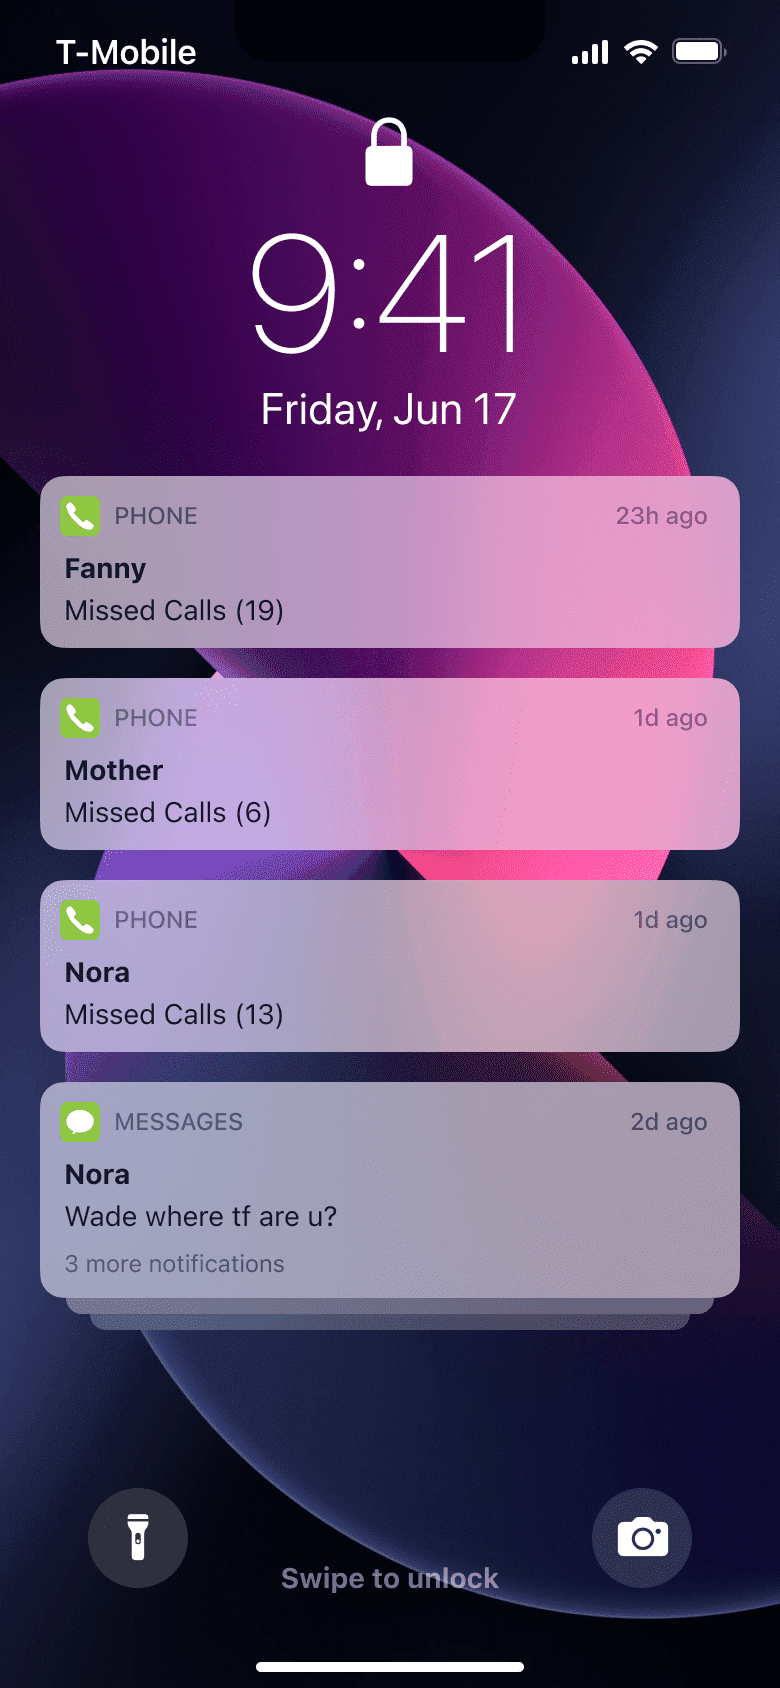 T-Mobile
9:41
Friday, Jun 17
PHONE 23h ago
Fanny
Missed Calls (19)
PHONE 1d ago
Mother
Missed Calls (6)
PHONE 1d ago
Nora
Missed Calls (13)
MESSAGES 2d ago
Nora
Wade where tf are u?
3 more notifications
Swipe to unlock